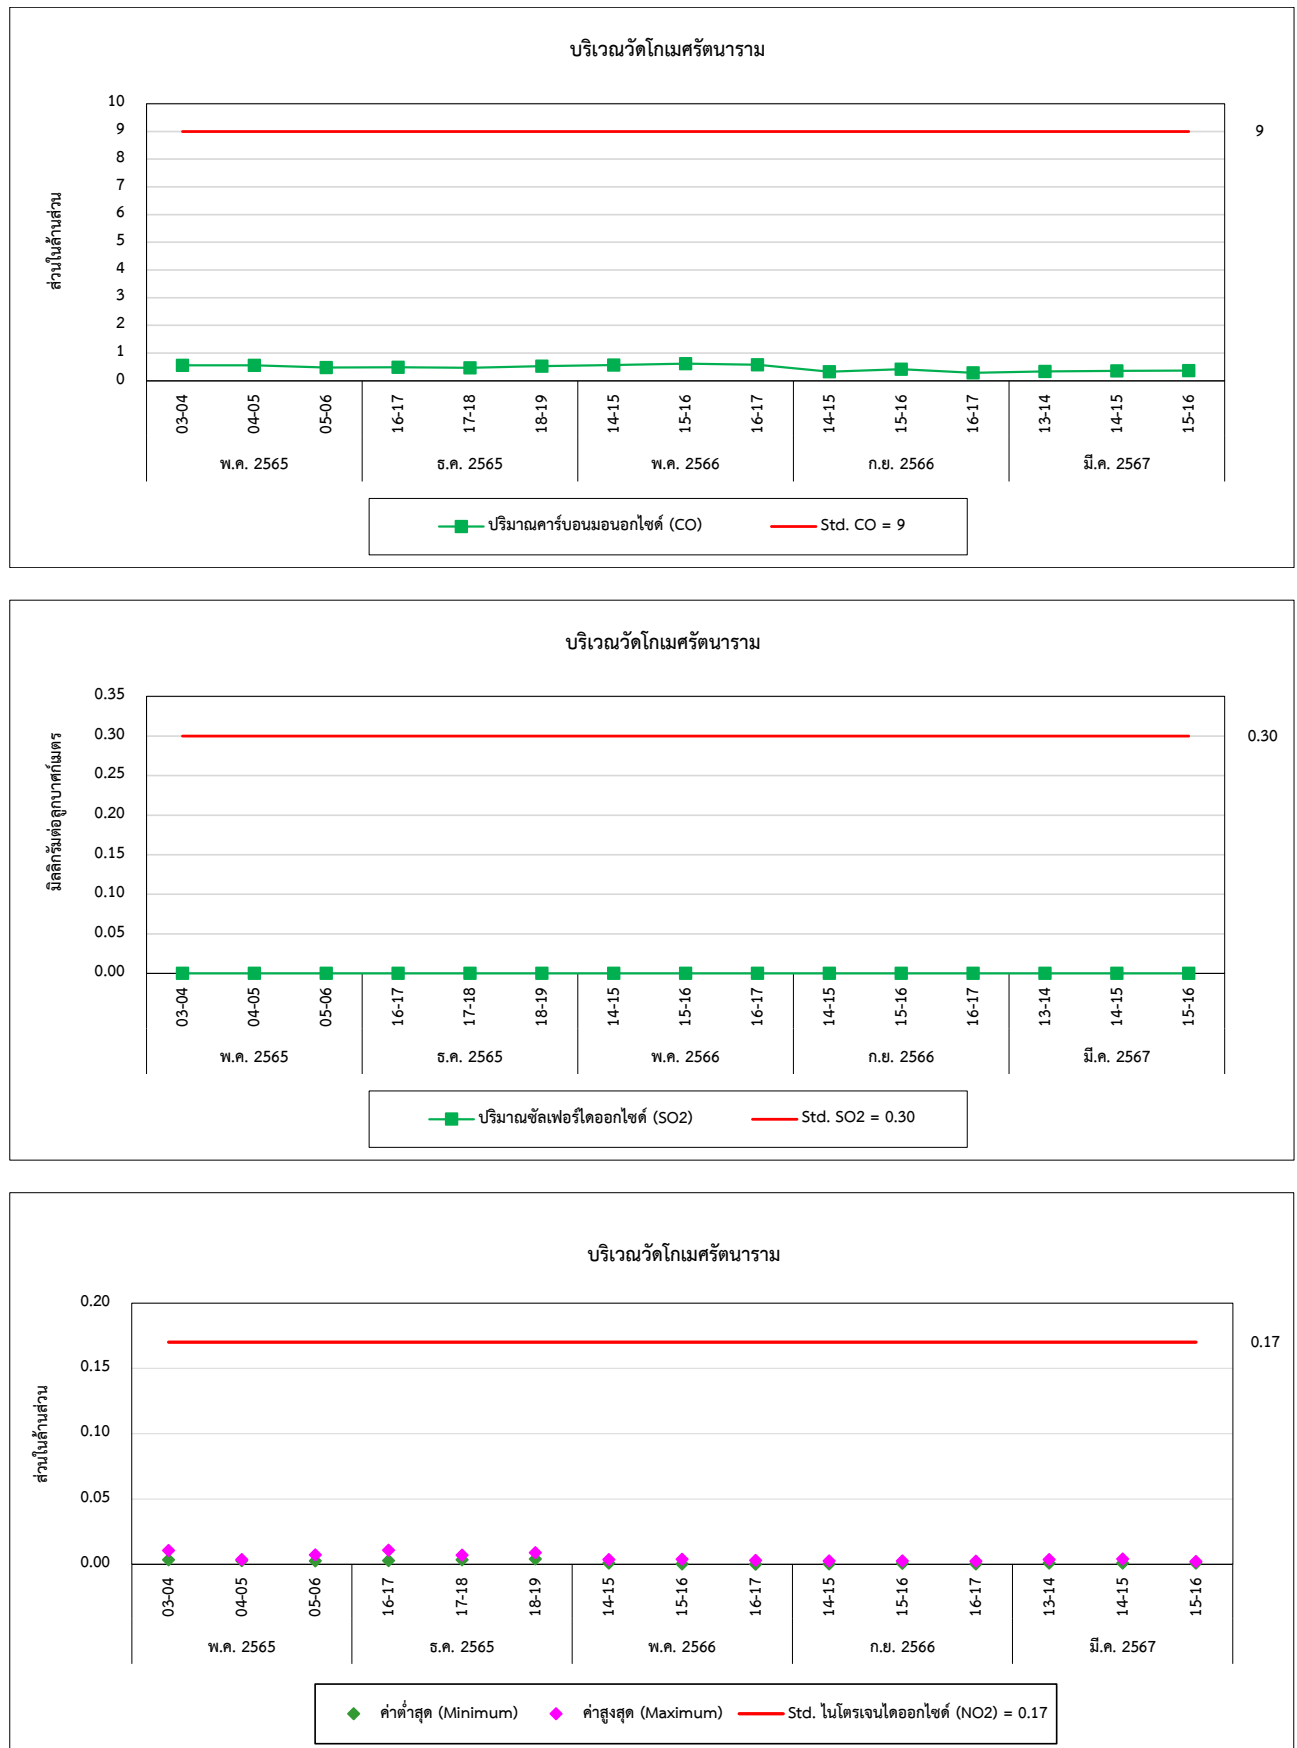 บริเวณวัดโกเมศรัตนาราม
ส่วนในล้านส่วน
10
9
8
7
6
5
4
3
2
1
0
9
03-04 04-05 05-06 16-17 17-18 18-19 14-15 15-16 16-17 14-15 15-16 16-17 13-14 14-15 15-16
พ.ค. 2565 ธ.ค. 2565 พ.ค. 2566 ก.ย. 2566 มี.ค. 2567
ปริมาณคาร์บอนมอนอกไซด์ (CO) Std. CO = 9
บริเวณวัดโกเมศรัตนาราม
มิลลิกรัมต่อลูกบาศก์เมตร
0.35
0.30
0.25
0.20
0.15
0.10
0.05
0.00
0.30
03-04 04-05 05-06 16-17 17-18 18-19 14-15 15-16 16-17 14-15 15-16 16-17 13-14 14-15 15-16
พ.ค. 2565 ธ.ค. 2565 พ.ค. 2566 ก.ย. 2566 มี.ค. 2567
ปริมาณซัลเฟอร์ไดออกไซด์ (SO2) Std. SO2 = 0.30
บริเวณวัดโกเมศรัตนาราม
ส่วนในล้านส่วน
0.20
0.15
0.10
0.05
0.00
0.17
03-04 04-05 05-06 16-17 17-18 18-19 14-15 15-16 16-17 14-15 15-16 16-17 13-14 14-15 15-16
พ.ค. 2565 ธ.ค. 2565 พ.ค. 2566 ก.ย. 2566 มี.ค. 2567
ค่าต่ำสุด (Minimum) ค่าสูงสุด (Maximum) Std. ไนโตรเจนไดออกไซด์ (NO2) = 0.17